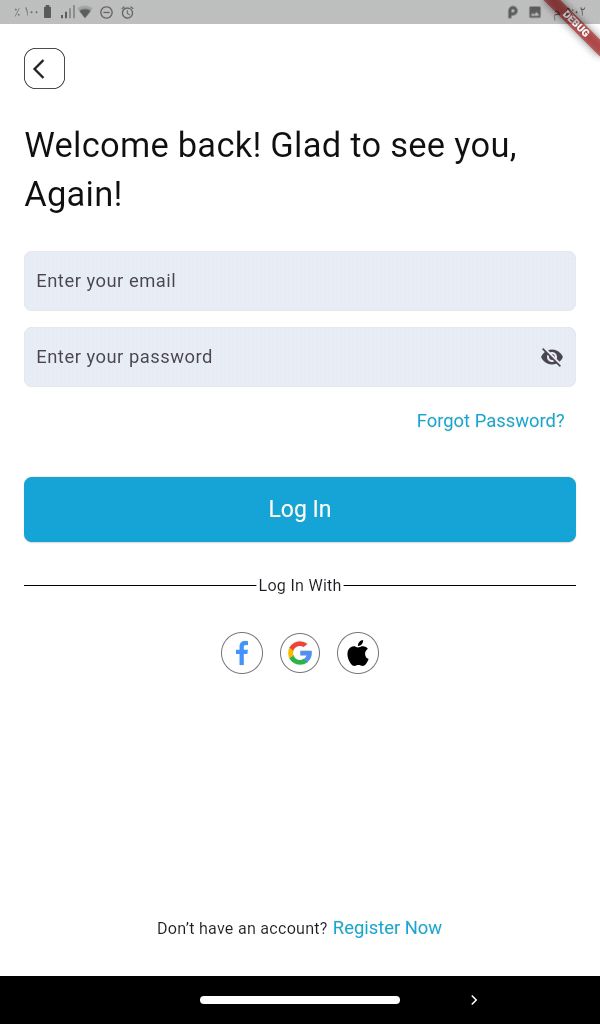 ٪ ١٠٠
DEBUG
Welcome back! Glad to see you,
Again!
Enter your email
Enter your password
Forgot Password?
Log In
Log In With
Don’t have an account? Register Now